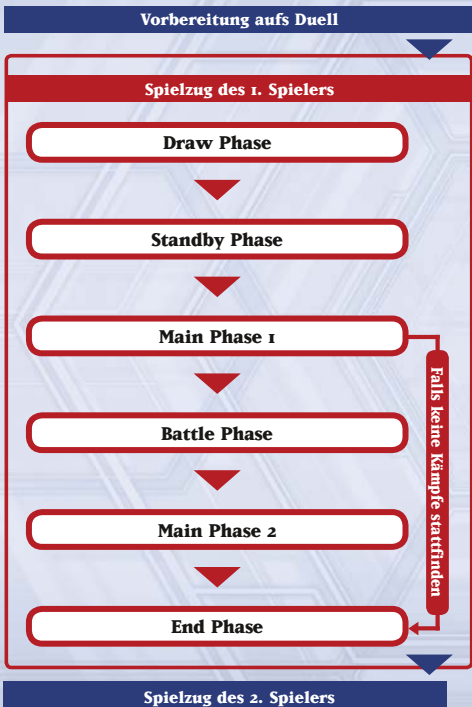 Vorbereitung aufs Duell
Spielzug des 1. Spielers
Draw Phase
Standby Phase
Main Phase 1
Battle Phase
Main Phase 2
End Phase
Falls keine Kämpfe stattfinden
Spielzug des 2. Spielers